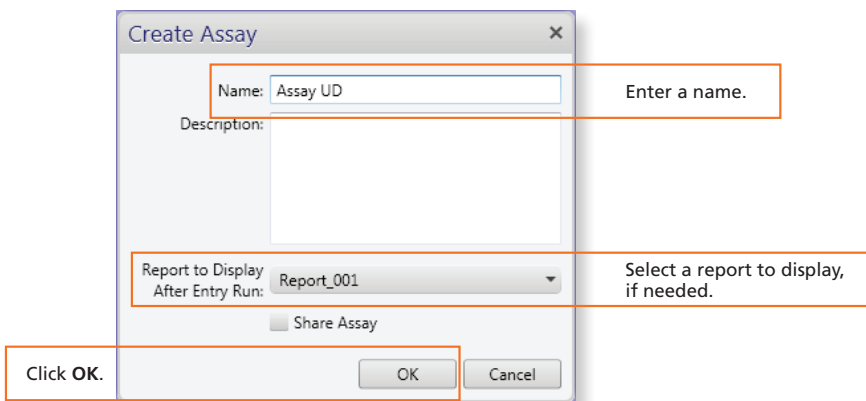 Create Assay
Name: Assay UD
Enter a name.
Description:
Report to Display
After Entry Run:
Report_001
Select a report to display,
if needed.
Share Assay
Click OK.
OK
Cancel